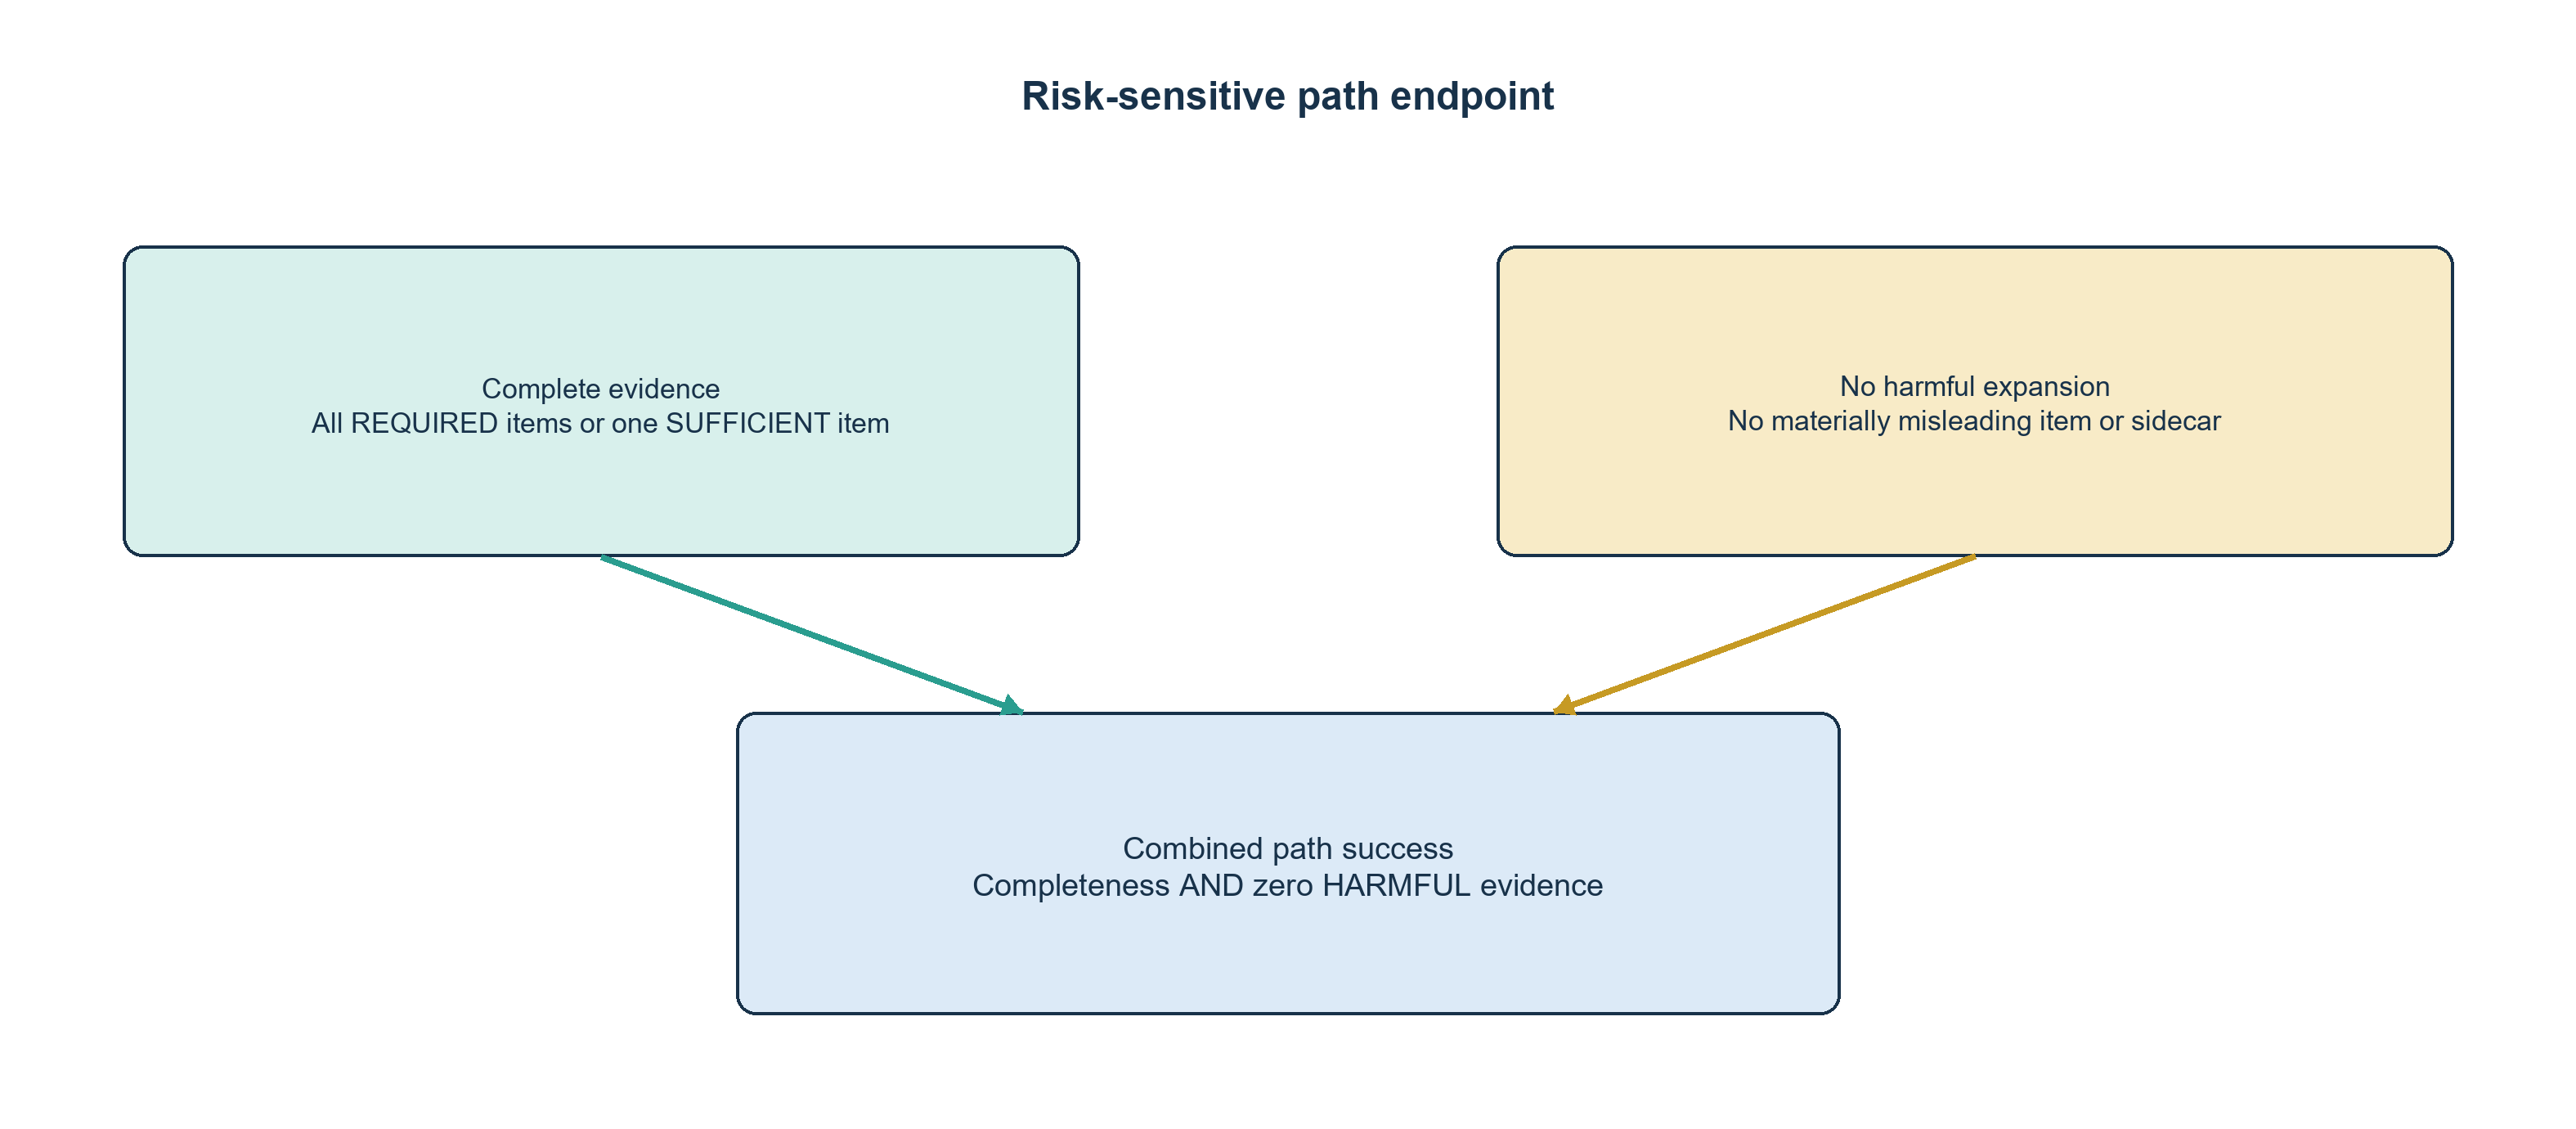 Risk-sensitive path endpoint
Complete evidence
All REQUIRED items or one SUFFICIENT item
No harmful expansion
No materially misleading item or sidecar
Combined path success
Completeness AND zero HARMFUL evidence